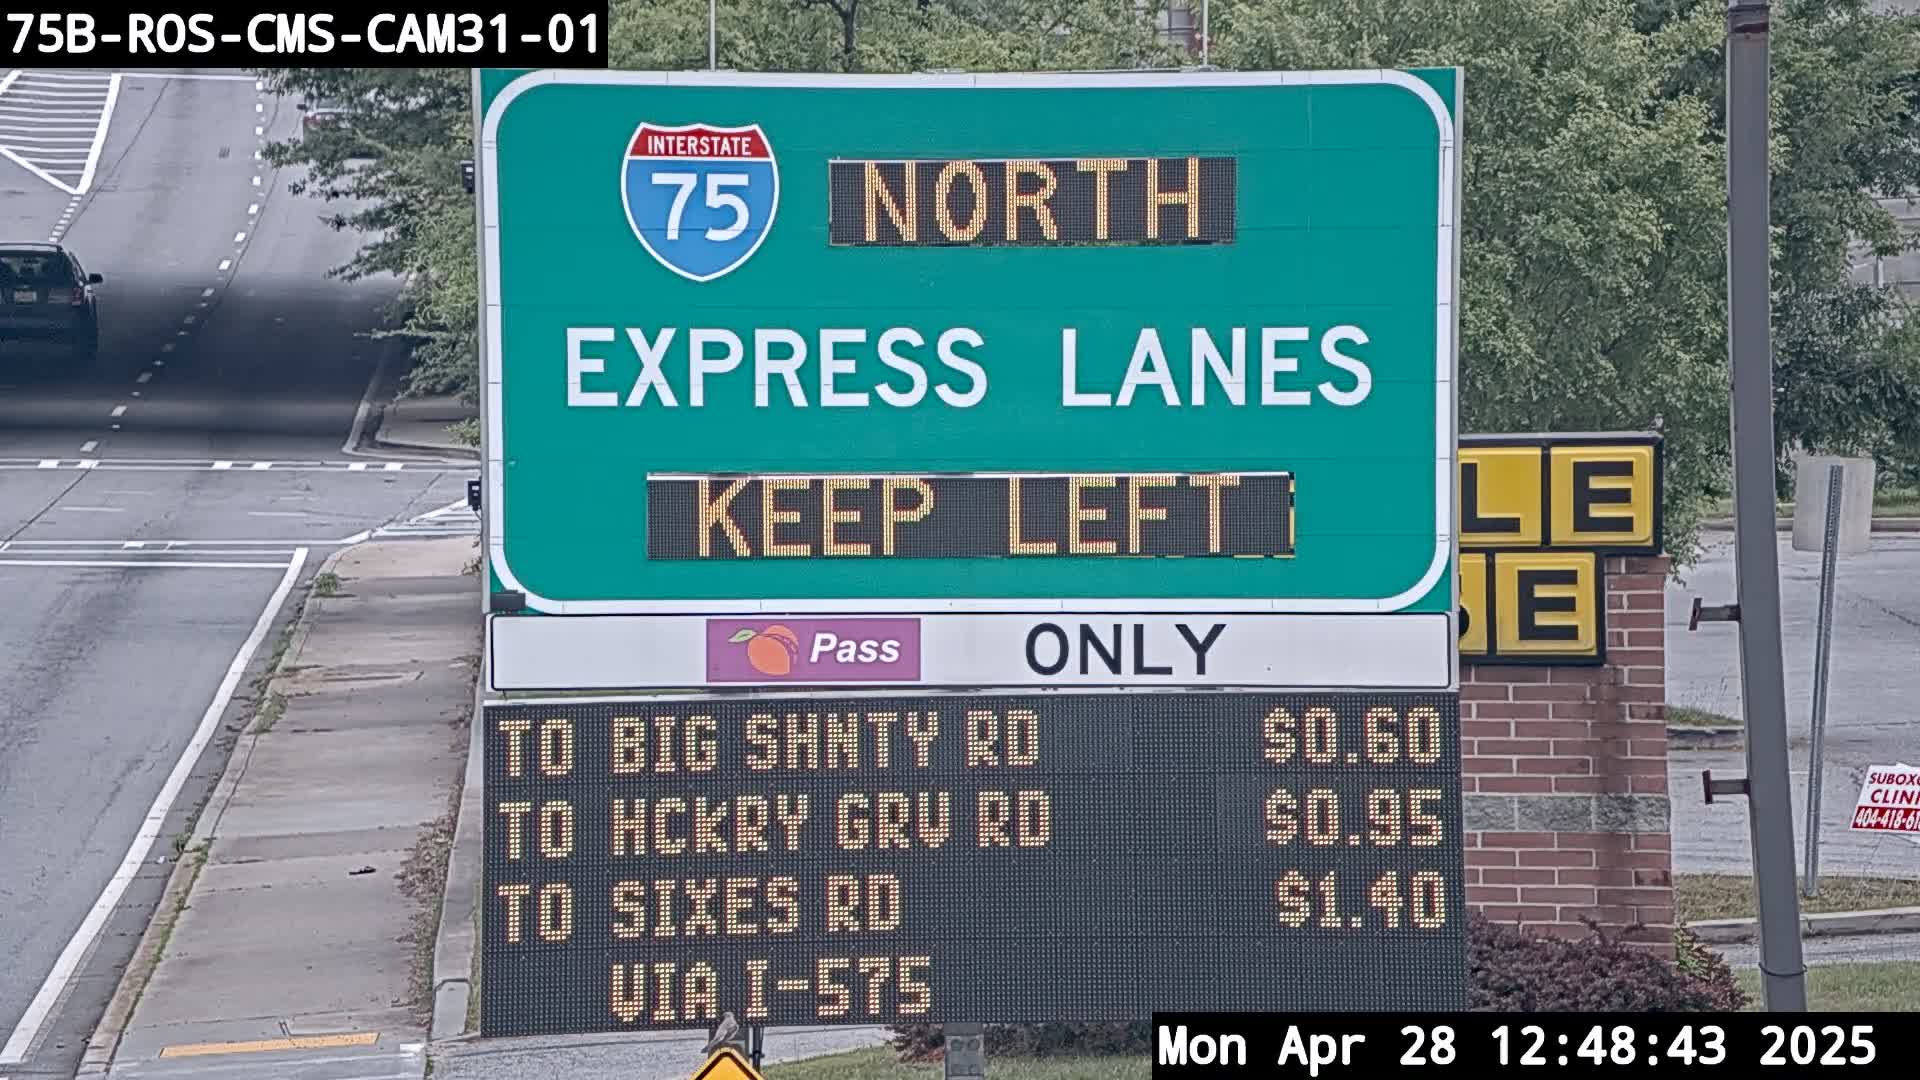 75B-ROS-CMS-CAM31-01
INTERSTATE
75
NORTH
EXPRESS LANES
KEEP LEFT
LE
E
Pass ONLY
TO BIG SHNTY RD $0.60
TO HCKRY GRV RD $0.95
TO SIXES RD $1.40
VIA I-575
Mon Apr 28 12:48:43 2025